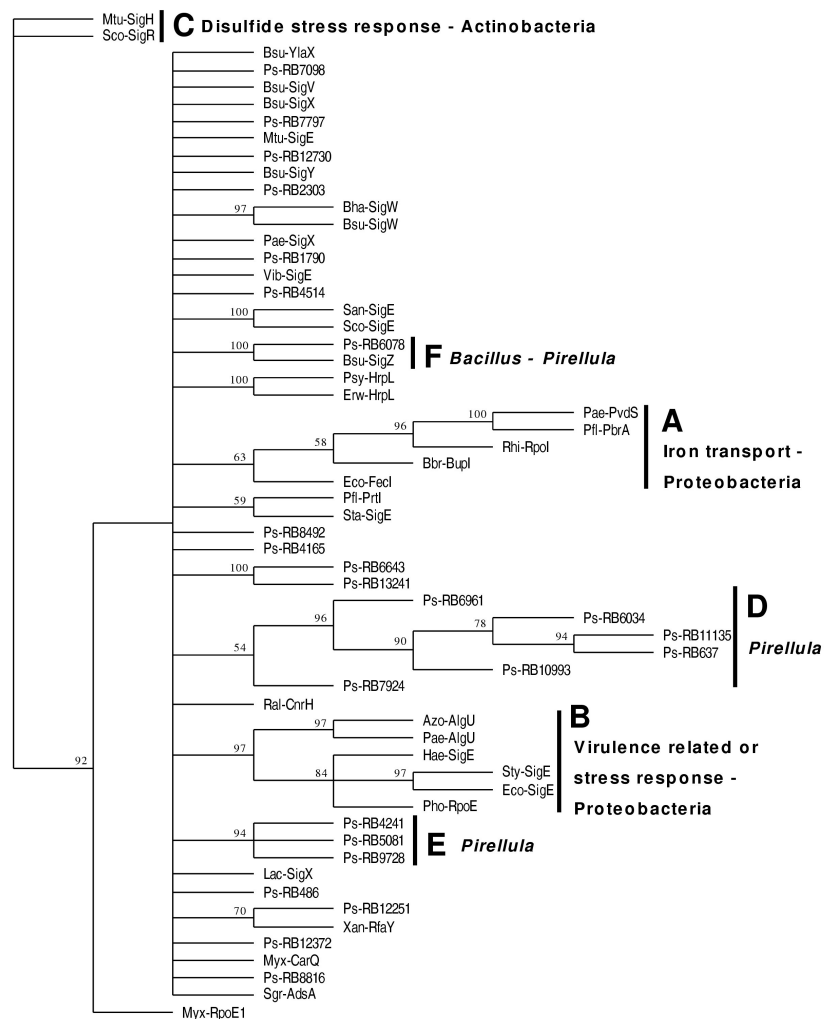 Mtu-SigH
Sco-SigR
C Disulfide stress response - Actinobacteria
Bsu-YlaX
Ps-RB7098
Bsu-SigV
Bsu-SigX
Ps-RB7797
Mtu-SigE
Ps-RB12730
Bsu-SigY
Ps-RB2303
97
Bha-SigW
Bsu-SigW
Pae-SigX
Ps-RB1790
Vib-SigE
Ps-RB4514
100
San-SigE
Sco-SigE
100
Ps-RB6078
Bsu-SigZ
F Bacillus - Pirellula
100
Psy-HrpL
Erw-HrpL
63
58
96
100
Pae-PvdS
Pfl-PbrA
Rhi-RpoI
Bbr-BupI
Eco-FecI
A
Iron transport -
Proteobacteria
59
Pfl-PrtI
Sta-SigE
Ps-RB8492
Ps-RB4165
100
Ps-RB6643
Ps-RB13241
54
96
Ps-RB6961
90
78
Ps-RB6034
94
Ps-RB11135
Ps-RB637
Ps-RB10993
Ps-RB7924
D
Pirellula
Ral-CnrH
97
97
Azo-AlgU
Pae-AlgU
84
Hae-SigE
97
Sty-SigE
Eco-SigE
Pho-RpoE
B
Virulence related or
stress response -
Proteobacteria
92
94
Ps-RB4241
Ps-RB5081
Ps-RB9728
E Pirellula
Lac-SigX
Ps-RB486
70
Ps-RB12251
Xan-RfaY
Ps-RB12372
Myx-CarQ
Ps-RB8816
Sgr-AdsA
Myx-RpoE1